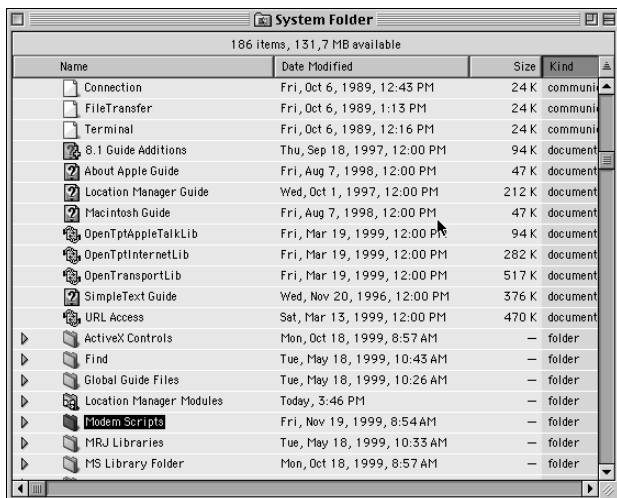 System Folder
186 items, 131,7 MB available
Name Date Modified Size Kind
Connection Fri, Oct 6, 1989, 12:43 PM 24 K communi
FileTransfer Fri, Oct 6, 1989, 1:13 PM 24 K communi
Terminal Fri, Oct 6, 1989, 12:16 PM 24 K communi
8.1 Guide Additions Thu, Sep 18, 1997, 12:00 PM 94 K document
About Apple Guide Fri, Aug 7, 1998, 12:00 PM 47 K document
Location Manager Guide Wed, Oct 1, 1997, 12:00 PM 212 K document
Macintosh Guide Fri, Aug 7, 1998, 12:00 PM 47 K document
OpenTptAppleTalkLib Fri, Mar 19, 1999, 12:00 PM 94 K document
OpenTptInternetLib Fri, Mar 19, 1999, 12:00 PM 282 K document
OpenTransportLib Fri, Mar 19, 1999, 12:00 PM 517 K document
SimpleText Guide Wed, Nov 20, 1996, 12:00 PM 376 K document
URL Access Sat, Mar 13, 1999, 12:00 PM 470 K document
ActiveX Controls Mon, Oct 18, 1999, 8:57 AM – folder
Find Tue, May 18, 1999, 10:43 AM – folder
Global Guide Files Tue, May 18, 1999, 10:26 AM – folder
Location Manager Modules Today, 3:46 PM – folder
Modem Scripts Fri, Nov 19, 1999, 8:54 AM – folder
MRJ Libraries Tue, May 18, 1999, 10:33 AM – folder
MS Library Folder Mon, Oct 18, 1999, 8:57 AM – folder